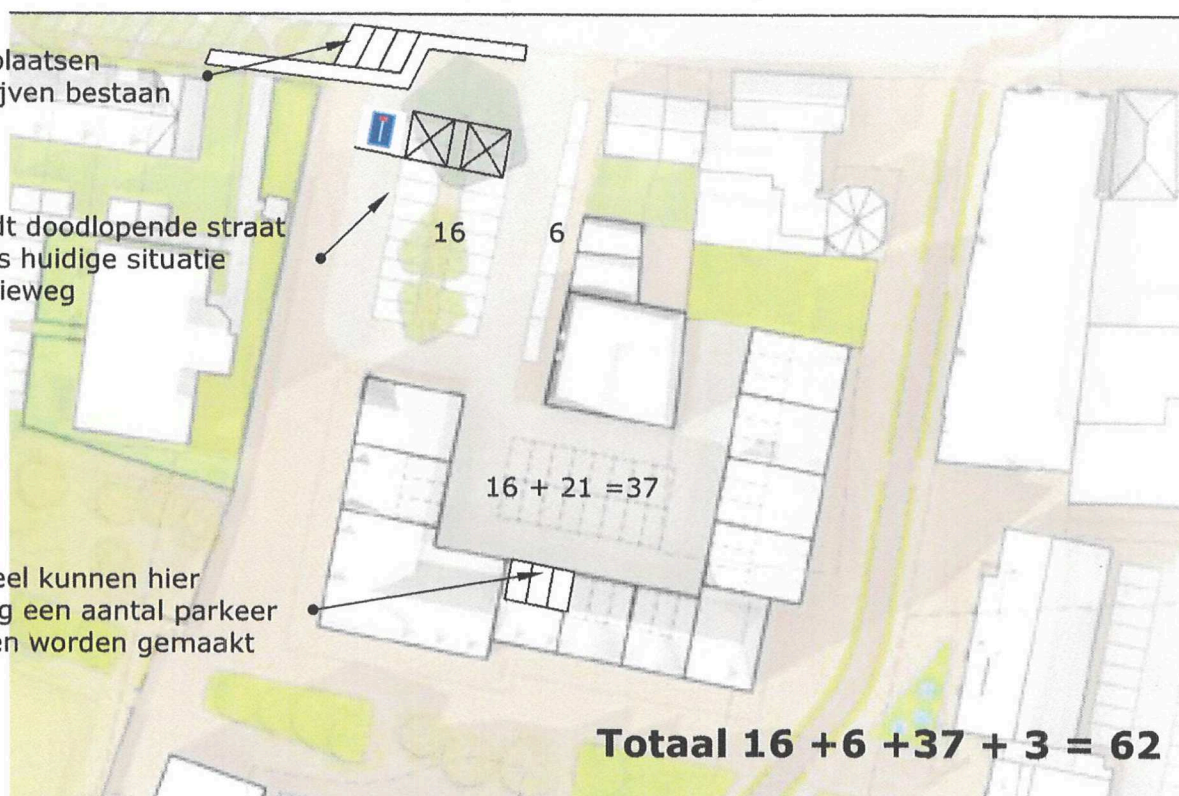 plaatsen
jven bestaan
16
6
dt doodlopende straat
s huidige situatie
ieweg
16 + 21 =37
eel kunnen hier
g een aantal parkeer
en worden gemaakt
Totaal 16 +6 +37 + 3 = 62